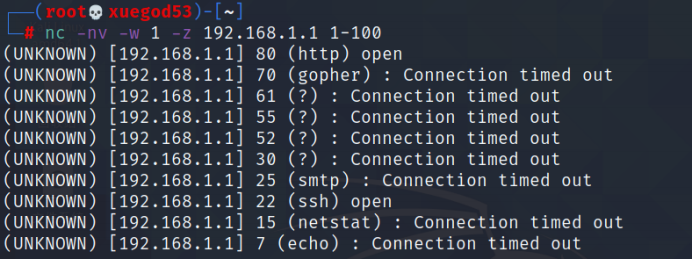 (root💀xuegod53)-[~]
# nc -nv -w 1 -z 192.168.1.1 1-100
(UNKNOWN) [192.168.1.1] 80 (http) open
(UNKNOWN) [192.168.1.1] 70 (gopher) : Connection timed out
(UNKNOWN) [192.168.1.1] 61 (?) : Connection timed out
(UNKNOWN) [192.168.1.1] 55 (?) : Connection timed out
(UNKNOWN) [192.168.1.1] 52 (?) : Connection timed out
(UNKNOWN) [192.168.1.1] 30 (?) : Connection timed out
(UNKNOWN) [192.168.1.1] 25 (smtp) : Connection timed out
(UNKNOWN) [192.168.1.1] 22 (ssh) open
(UNKNOWN) [192.168.1.1] 15 (netstat) : Connection timed out
(UNKNOWN) [192.168.1.1] 7 (echo) : Connection timed out